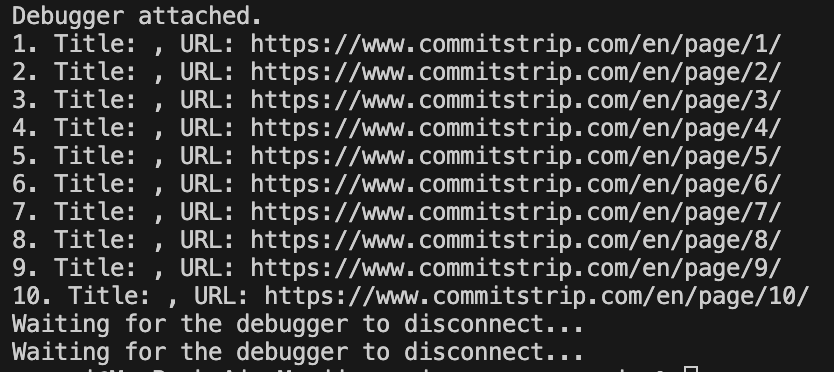 Debugger attached.
1. Title: , URL: https://www.commitstrip.com/en/page/1/
2. Title: , URL: https://www.commitstrip.com/en/page/2/
3. Title: , URL: https://www.commitstrip.com/en/page/3/
4. Title: , URL: https://www.commitstrip.com/en/page/4/
5. Title: , URL: https://www.commitstrip.com/en/page/5/
6. Title: , URL: https://www.commitstrip.com/en/page/6/
7. Title: , URL: https://www.commitstrip.com/en/page/7/
8. Title: , URL: https://www.commitstrip.com/en/page/8/
9. Title: , URL: https://www.commitstrip.com/en/page/9/
10. Title: , URL: https://www.commitstrip.com/en/page/10/
Waiting for the debugger to disconnect...
Waiting for the debugger to disconnect...